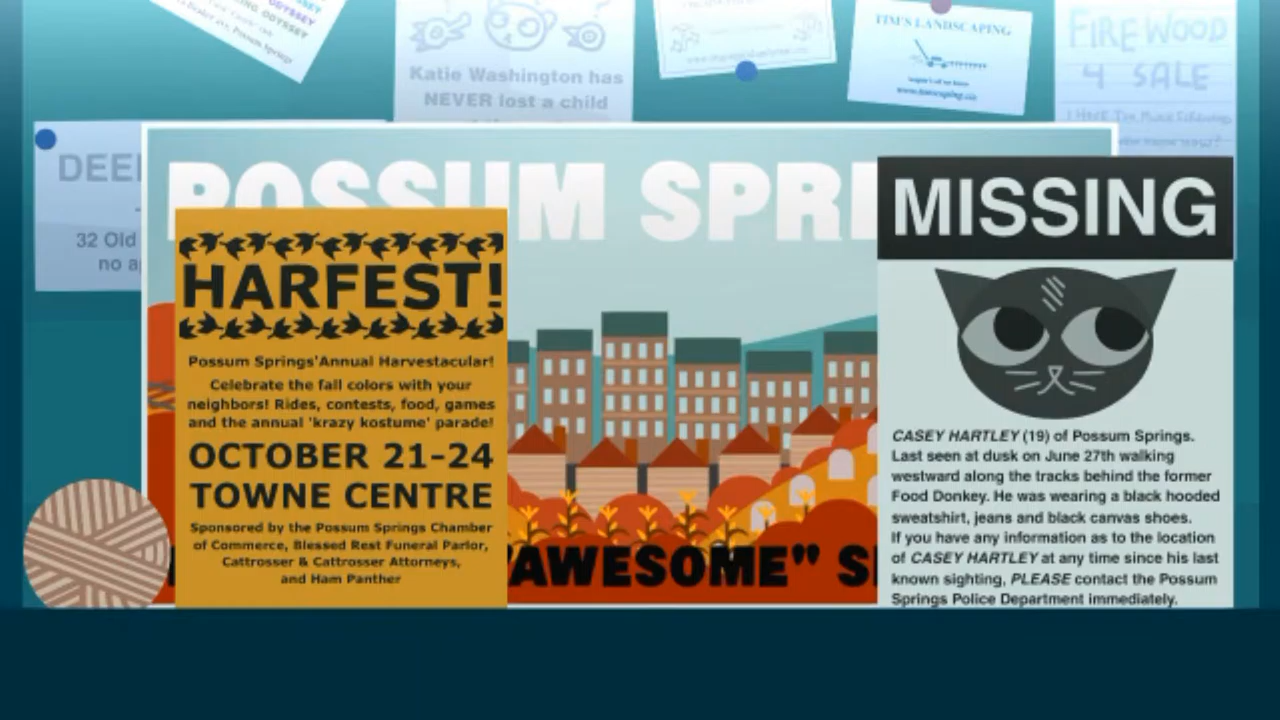 ODYSSEY
ODYSSEY
Possum Springs
Katie Washington has
NEVER lost a child
TIM'S LANDSCAPING
FIREWOOD
4 SALE
32 Old
POSSUM
HARFEST!
Possum Springs'Annual Harvestacular!
Celebrate the fall colors with your
neighbors! Rides, contests, food, games
and the annual 'krazy kostume' parade!
OCTOBER 21-24
TOWNE CENTRE
Sponsored by the Possum Springs Chamber
of Commerce, Blessed Rest Funeral Parlor,
Cattrosser & Cattrosser Attorneys,
and Ham Panther
"AWESOME"
MISSING
CASEY HARTLEY (19) of Possum Springs.
Last seen at dusk on June 27th walking
westward along the tracks behind the former
Food Donkey. He was wearing a black hooded
sweatshirt, jeans and black canvas shoes.
If you have any information as to the location
of CASEY HARTLEY at any time since his last
known sighting, PLEASE contact the Possum
Springs Police Department immediately.